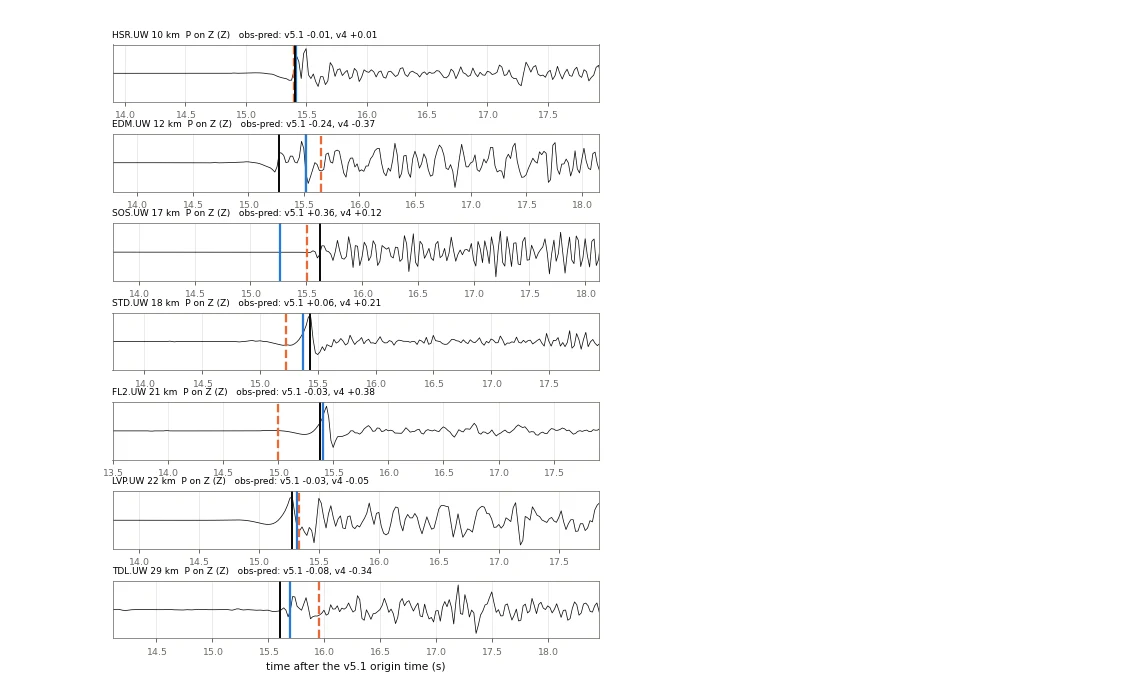 HSR.UW 10 km  P on Z (Z)   obs-pred: v5.1 -0.01, v4 +0.01
14.0 14.5 15.0 15.5 16.0 16.5 17.0 17.5
EDM.UW 12 km  P on Z (Z)   obs-pred: v5.1 -0.24, v4 -0.37
14.0 14.5 15.0 15.5 16.0 16.5 17.0 17.5 18.0
SOS.UW 17 km  P on Z (Z)   obs-pred: v5.1 +0.36, v4 +0.12
14.0 14.5 15.0 15.5 16.0 16.5 17.0 17.5 18.0
STD.UW 18 km  P on Z (Z)   obs-pred: v5.1 +0.06, v4 +0.21
14.0 14.5 15.0 15.5 16.0 16.5 17.0 17.5
FL2.UW 21 km  P on Z (Z)   obs-pred: v5.1 -0.03, v4 +0.38
13.5 14.0 14.5 15.0 15.5 16.0 16.5 17.0 17.5
LVP.UW 22 km  P on Z (Z)   obs-pred: v5.1 -0.03, v4 -0.05
14.0 14.5 15.0 15.5 16.0 16.5 17.0 17.5
TDL.UW 29 km  P on Z (Z)   obs-pred: v5.1 -0.08, v4 -0.34
14.5 15.0 15.5 16.0 16.5 17.0 17.5 18.0
time after the v5.1 origin time (s)